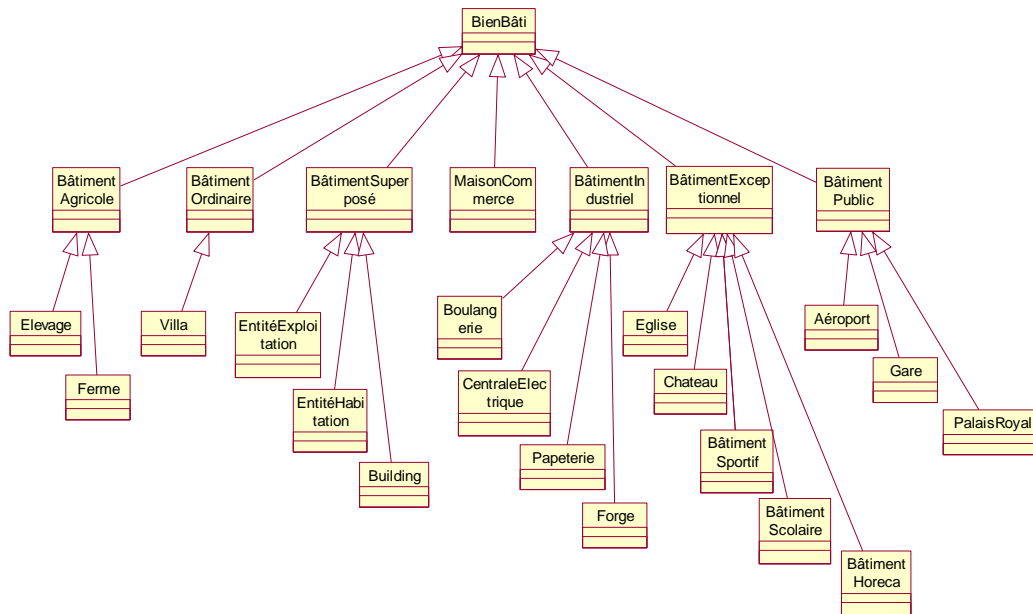 BienBâti
Bâtiment
Agricole
Bâtiment
Ordinaire
BâtimentSuper
posé
MaisonCom
merce
BâtimentIn
dustriel
BâtimentExcep
tionnel
Bâtiment
Public
Elevage
Ferme
Villa
EntitéExploi
tation
EntitéHabi
tation
Building
Boulang
erie
CentraleElec
trique
Papeterie
Forge
Eglise
Chateau
Bâtiment
Sportif
Bâtiment
Scolaire
Bâtiment
Horeca
Aéroport
Gare
PalaisRoyal